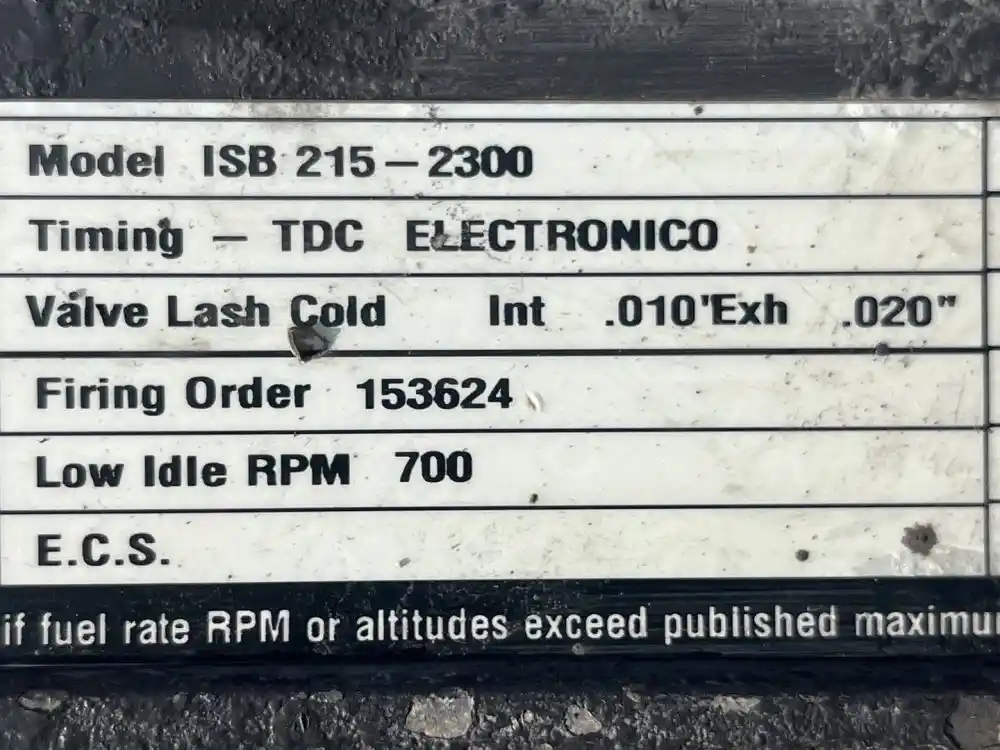 Model ISB 215-2300
Timing - TDC ELECTRONICO
Valve Lash Cold Int .010'Exh .020"
Firing Order 153624
Low Idle RPM 700
E.C.S.
if fuel rate RPM or altitudes exceed published